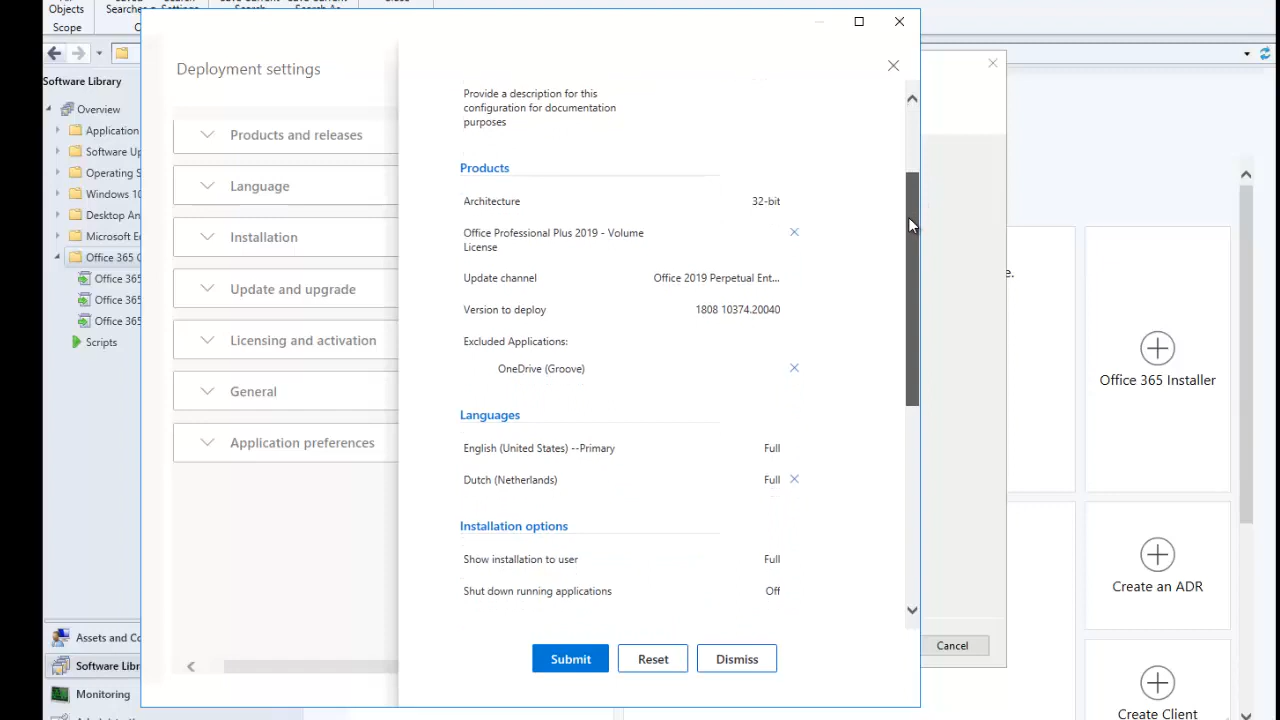 Objects
Scope
Close
Software Library
Overview
Application
Software Up
Operating S
Windows 10
Desktop An
Microsoft E
Office 365 C
Office 365
Office 365
Office 365
Scripts
Assets and Co
Software Libr
Monitoring
Deployment settings
Products and releases
Language
Installation
Update and upgrade
Licensing and activation
General
Application preferences
Provide a description for this
configuration for documentation
purposes
Products
Architecture 32-bit
Office Professional Plus 2019 - Volume
License
Update channel Office 2019 Perpetual Ent...
Version to deploy 1808 10374.20040
Excluded Applications:
OneDrive (Groove)
Languages
English (United States) --Primary Full
Dutch (Netherlands) Full
Installation options
Show installation to user Full
Shut down running applications Off
Submit Reset Dismiss
Cancel
e.
Office 365 Installer
Create an ADR
Create Client